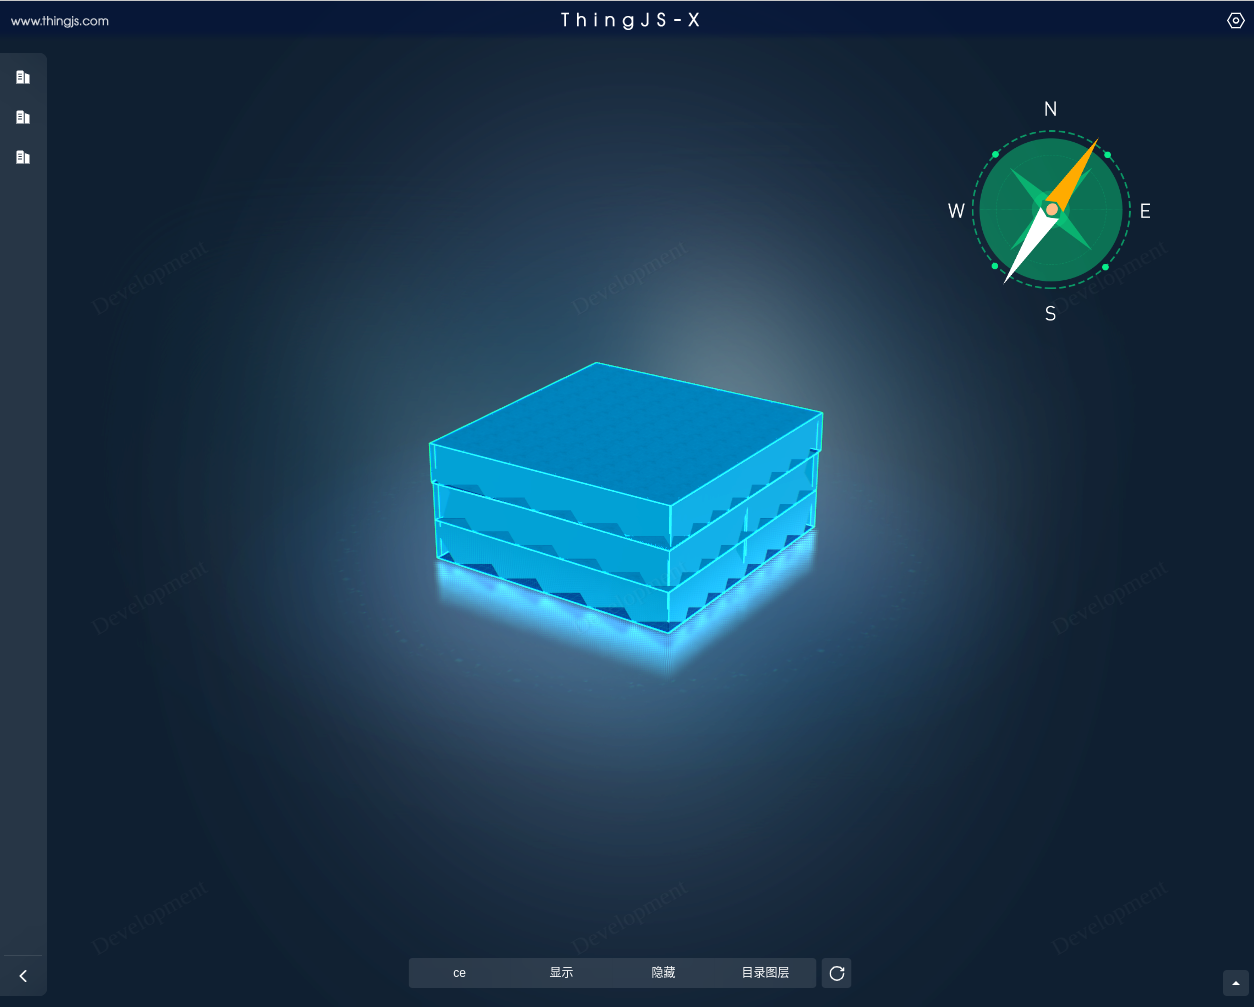 www.thingjs.com
ThingJS-X
N
W
E
S
Development
Development
Development
Development
Development
Development
Development
Development
Development
ce
显示
隐藏
目录图层